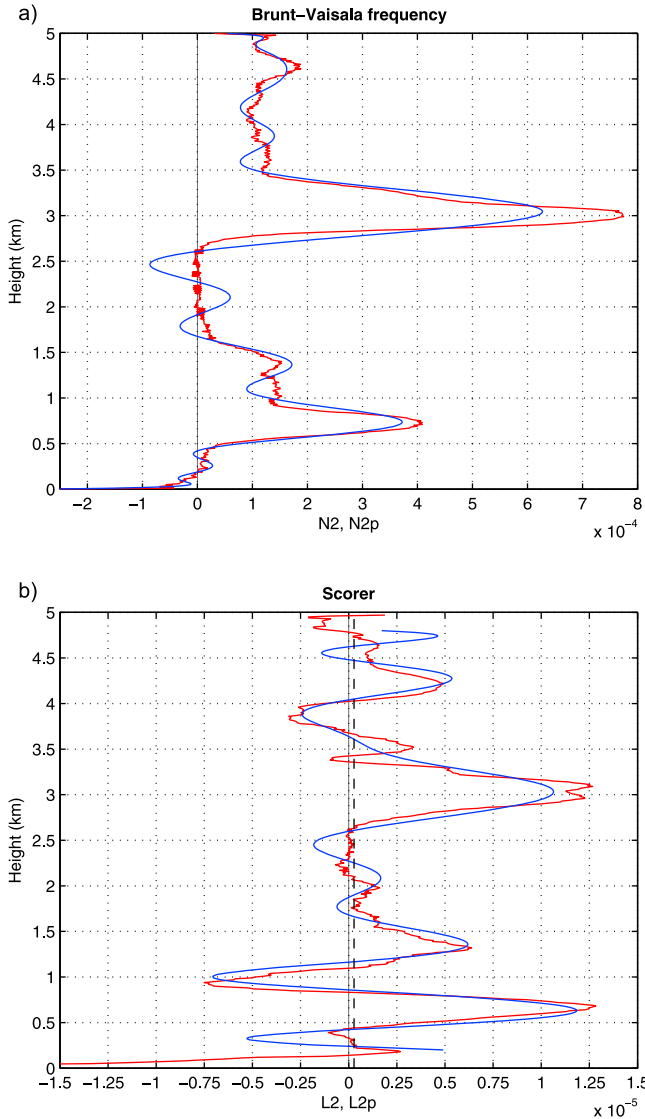 a)
Brunt–Vaisala frequency
5
4.5
4
3.5
3
2.5
2
1.5
1
0.5
0
Height (km)
−2 −1 0 1 2 3 4 5 6 7 8
N2, N2p
x 10⁻⁴
b)
Scorer
5
4.5
4
3.5
3
2.5
2
1.5
1
0.5
0
Height (km)
−1.5 −1.25 −1 −0.75 −0.5 −0.25 0 0.25 0.5 0.75 1 1.25 1.5
L2, L2p
x 10⁻⁵